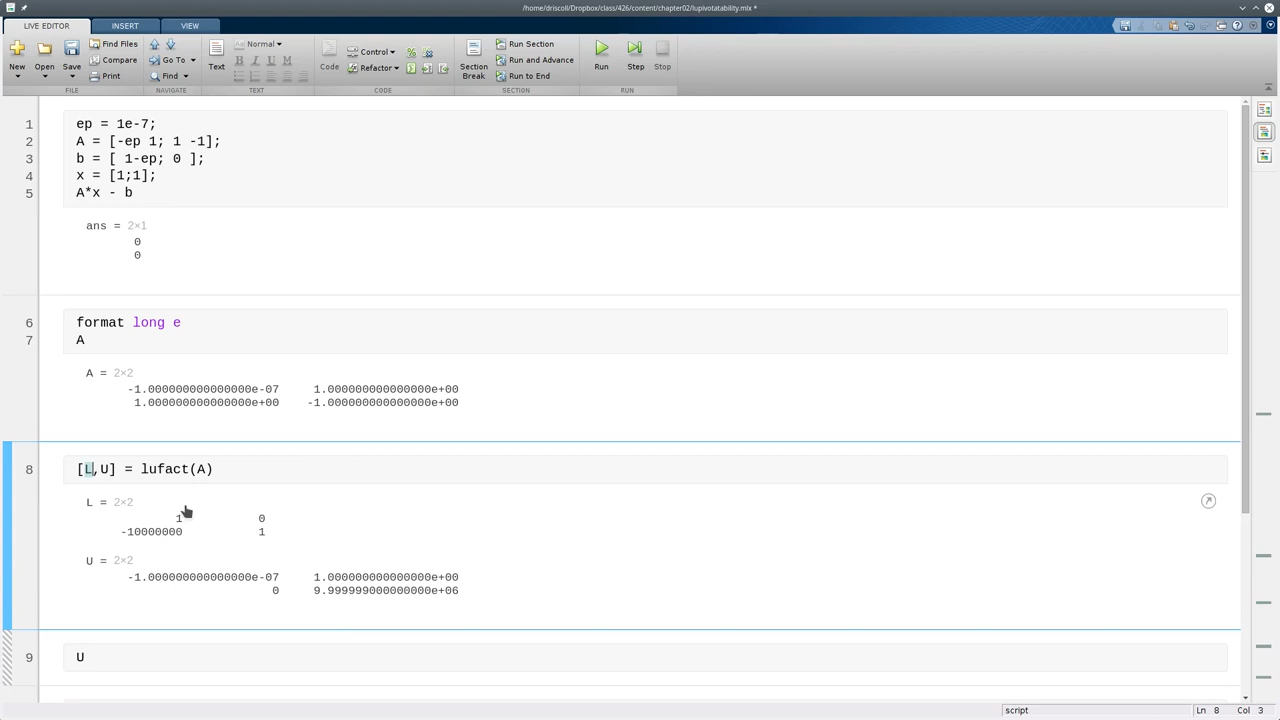 /home/driscoll/Dropbox/class/426/content/chapter02/lupivotatability.mlx *
LIVE EDITOR INSERT VIEW
New Open Save Find Files Compare Print
Go To Find
Text Normal B I U M
Code Control Refactor
Section Break Run Section Run and Advance Run to End
Run Step Stop
FILE NAVIGATE TEXT CODE SECTION RUN
1 ep = 1e-7;
2 A = [-ep 1; 1 -1];
3 b = [ 1-ep; 0 ];
4 x = [1;1];
5 A*x - b
ans = 2×1
0
0
6 format long e
7 A
A = 2×2
-1.000000000000000e-07 1.000000000000000e+00
1.000000000000000e+00 -1.000000000000000e+00
8 [L,U] = lufact(A)
L = 2×2
1 0
-10000000 1
U = 2×2
-1.000000000000000e-07 1.000000000000000e+00
0 9.999999000000000e+06
9 U
script Ln 8 Col 3